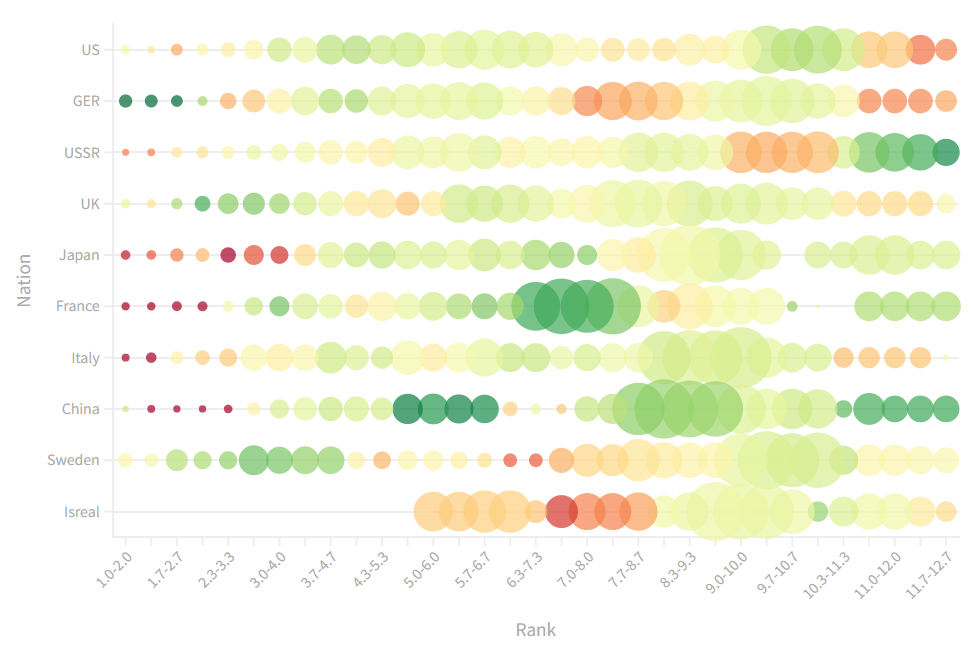 US
GER
USSR
UK
Japan
France
Italy
China
Sweden
Isreal
Nation
1.0-2.0
1.7-2.7
2.3-3.3
3.0-4.0
3.7-4.7
4.3-5.3
5.0-6.0
5.7-6.7
6.3-7.3
7.0-8.0
7.7-8.7
8.3-9.3
9.0-10.0
9.7-10.7
10.3-11.3
11.0-12.0
11.7-12.7
Rank